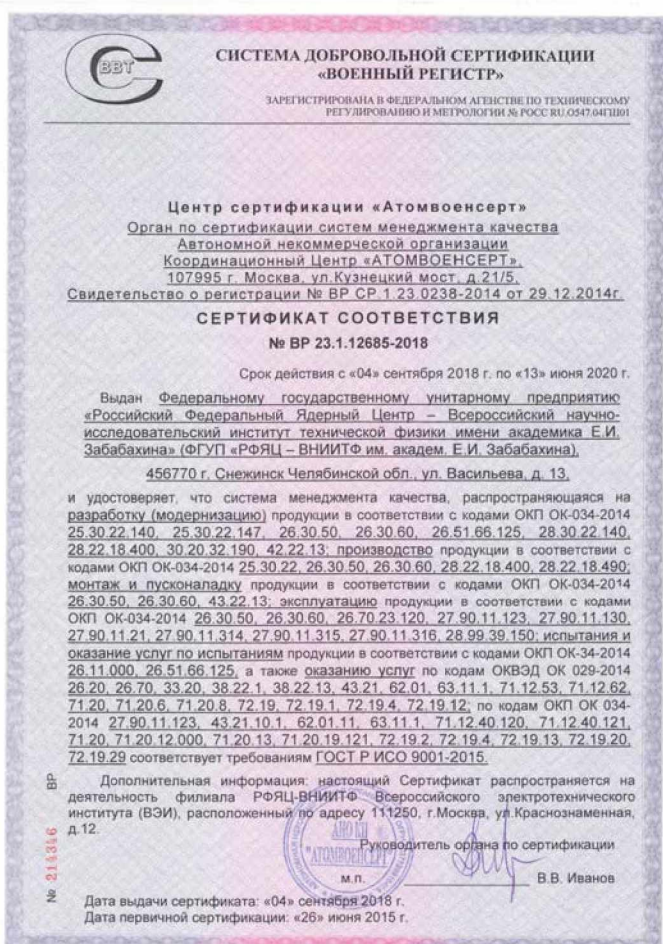 ВВТ
СИСТЕМА ДОБРОВОЛЬНОЙ СЕРТИФИКАЦИИ
«ВОЕННЫЙ РЕГИСТР»
ЗАРЕГИСТРИРОВАНА В ФЕДЕРАЛЬНОМ АГЕНСТВЕ ПО ТЕХНИЧЕСКОМУ
РЕГУЛИРОВАНИЮ И МЕТРОЛОГИИ № РОСС RU.О547.04ГШ01
Центр сертификации «Атомвоенсерт»
Орган по сертификации систем менеджмента качества
Автономной некоммерческой организации
Координационный Центр «АТОМВОЕНСЕРТ»,
107995 г. Москва, ул.Кузнецкий мост, д.21/5,
Свидетельство о регистрации № ВР СР.1.23.0238-2014 от 29.12.2014г.
СЕРТИФИКАТ СООТВЕТСТВИЯ
№ ВР 23.1.12685-2018
Срок действия с «04» сентября 2018 г. по «13» июня 2020 г.
Выдан Федеральному государственному унитарному предприятию
«Российский Федеральный Ядерный Центр – Всероссийский научно-
исследовательский институт технической физики имени академика Е.И.
Забабахина» (ФГУП «РФЯЦ – ВНИИТФ им. академ. Е.И. Забабахина),
456770 г. Снежинск Челябинской обл., ул. Васильева, д. 13,
и удостоверяет, что система менеджмента качества, распространяющаяся на
разработку (модернизацию) продукции в соответствии с кодами ОКП ОК-034-2014
25.30.22.140, 25.30.22.147, 26.30.50, 26.30.60, 26.51.66.125, 28.30.22.140,
28.22.18.400, 30.20.32.190, 42.22.13; производство продукции в соответствии с
кодами ОКП ОК-034-2014 25.30.22, 26.30.50, 26.30.60, 28.22.18.400, 28.22.18.490;
монтаж и пусконаладку продукции в соответствии с кодами ОКП ОК-034-2014
26.30.50, 26.30.60, 43.22.13; эксплуатацию продукции в соответствии с кодами
ОКП ОК-034-2014 26.30.50, 26.30.60, 26.70.23.120, 27.90.11.123, 27.90.11.130,
27.90.11.21, 27.90.11.314, 27.90.11.315, 27.90.11.316, 28.99.39.150; испытания и
оказание услуг по испытаниям продукции в соответствии с кодами ОКП ОК-34-2014
26.11.000, 26.51.66.125, а также оказанию услуг по кодам ОКВЭД ОК 029-2014
26.20, 26.70, 33.20, 38.22.1, 38.22.13, 43.21, 62.01, 63.11.1, 71.12.53, 71.12.62,
71.20, 71.20.6, 71.20.8, 72.19, 72.19.1, 72.19.4, 72.19.12; по кодам ОКП ОК 034-
2014 27.90.11.123, 43.21.10.1, 62.01.11, 63.11.1, 71.12.40.120, 71.12.40.121,
71.20, 71.20.12.000, 71.20.13, 71.20.19.121, 72.19.2, 72.19.4, 72.19.13, 72.19.20,
72.19.29 соответствует требованиям ГОСТ Р ИСО 9001-2015.
Дополнительная информация: настоящий Сертификат распространяется на
деятельность филиала РФЯЦ-ВНИИТФ Всероссийского электротехнического
института (ВЭИ), расположенный по адресу 111250, г.Москва, ул.Краснознаменная,
д.12.
Руководитель органа по сертификации
АНО КЦ
"АТОМВОЕНСЕРТ"
м.п.
В.В. Иванов
Дата выдачи сертификата: «04» сентября 2018 г.
Дата первичной сертификации: «26» июня 2015 г.
№ 214346 ВР